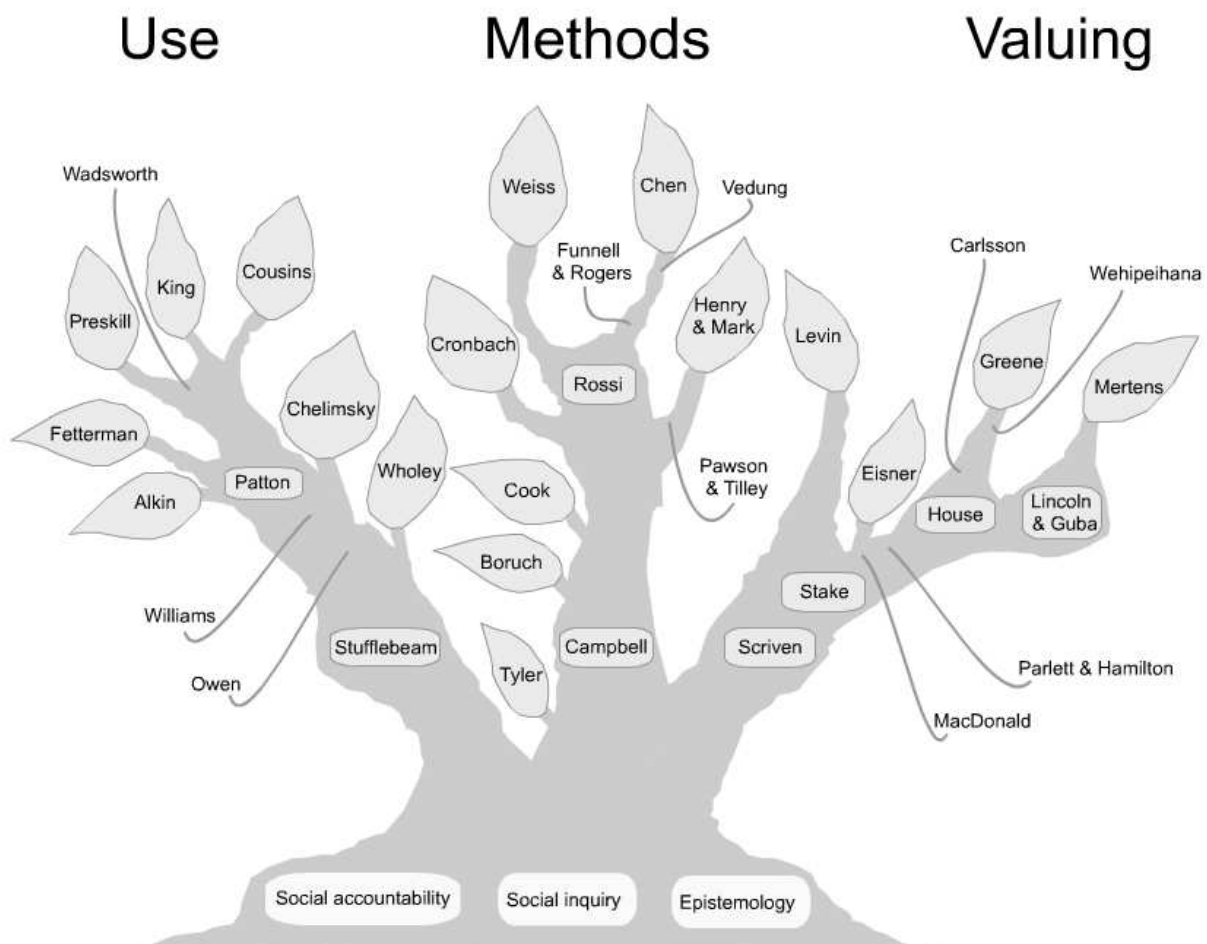 Use
Methods
Valuing
Wadsworth
King
Cousins
Preskill
Chelimsky
Fetterman
Wholey
Patton
Alkin
Williams
Stufflebeam
Owen
Weiss
Chen
Vedung
Funnell
& Rogers
Henry
& Mark
Cronbach
Rossi
Pawson
& Tilley
Cook
Boruch
Campbell
Tyler
Levin
Carlsson
Wehipeihana
Greene
Mertens
Eisner
House
Lincoln
& Guba
Stake
Scriven
Parlett & Hamilton
MacDonald
Social accountability
Social inquiry
Epistemology